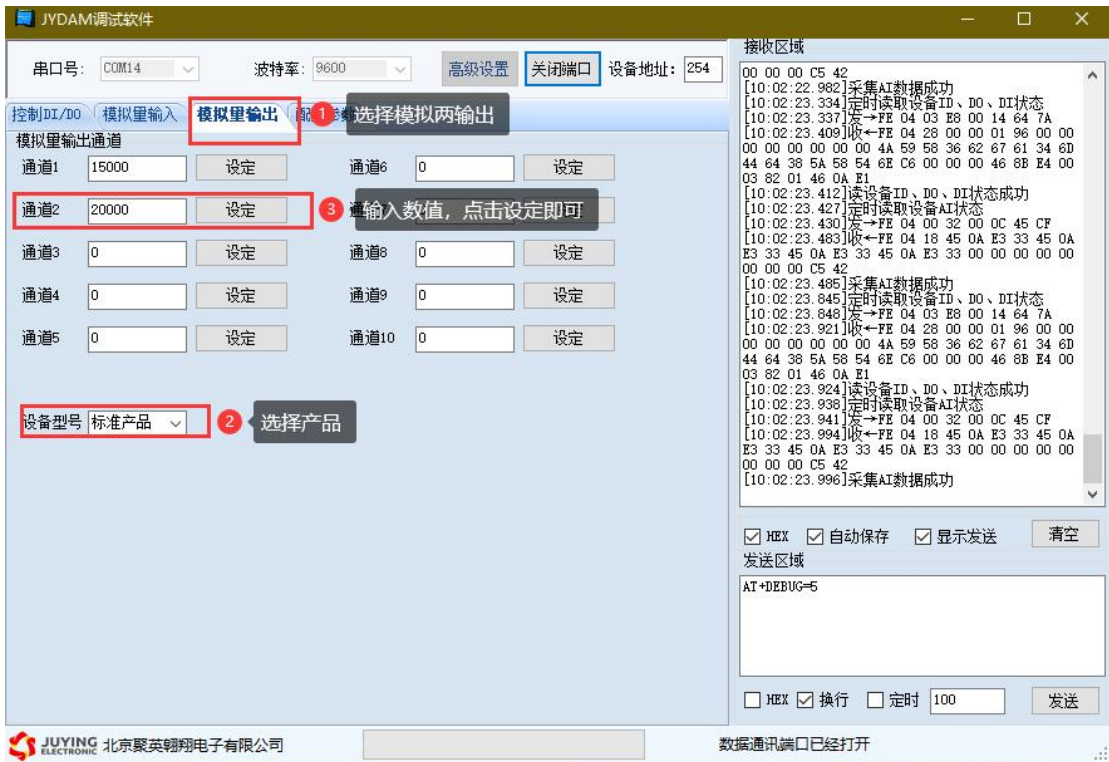 JYDAM调试软件
串口号: COM14 波特率: 9600 高级设置 关闭端口 设备地址: 254
控制DI/DO 模拟量输入 模拟量输出
1 选择模拟两输出
模拟量输出通道
通道1 15000 设定 通道6 0 设定
通道2 20000 设定
3 输入数值，点击设定即可
通道3 0 设定 通道8 0 设定
通道4 0 设定 通道9 0 设定
通道5 0 设定 通道10 0 设定
设备型号 标准产品
2 选择产品
接收区域
00 00 00 C5 42
[10:02:22.982]采集AI数据成功
[10:02:23.334]定时读取设备ID、DO、DI状态
[10:02:23.337]发→FE 04 03 E8 00 14 64 7A
[10:02:23.409]收←FE 04 28 00 00 01 96 00 00
00 00 00 00 00 00 4A 59 58 36 62 67 61 34 6D
44 64 38 5A 58 54 6E C6 00 00 00 46 8B E4 00
03 82 01 46 0A E1
[10:02:23.412]读设备ID、DO、DI状态成功
[10:02:23.427]定时读取设备AI状态
[10:02:23.430]发→FE 04 00 32 00 0C 45 CF
[10:02:23.483]收←FE 04 18 45 0A E3 33 45 0A
E3 33 45 0A E3 33 45 0A E3 33 00 00 00 00 00
00 00 00 C5 42
[10:02:23.485]采集AI数据成功
[10:02:23.845]定时读取设备ID、DO、DI状态
[10:02:23.848]发→FE 04 03 E8 00 14 64 7A
[10:02:23.921]收←FE 04 28 00 00 01 96 00 00
00 00 00 00 00 00 4A 59 58 36 62 67 61 34 6D
44 64 38 5A 58 54 6E C6 00 00 00 46 8B E4 00
03 82 01 46 0A E1
[10:02:23.924]读设备ID、DO、DI状态成功
[10:02:23.938]定时读取设备AI状态
[10:02:23.941]发→FE 04 00 32 00 0C 45 CF
[10:02:23.994]收←FE 04 18 45 0A E3 33 45 0A
E3 33 45 0A E3 33 45 0A E3 33 00 00 00 00 00
00 00 00 C5 42
[10:02:23.996]采集AI数据成功
HEX 自动保存 显示发送 清空
发送区域
AT+DEBUG=5
HEX 换行 定时 100 发送
JUYING ELECTRONIC 北京聚英翱翔电子有限公司 数据通讯端口已经打开